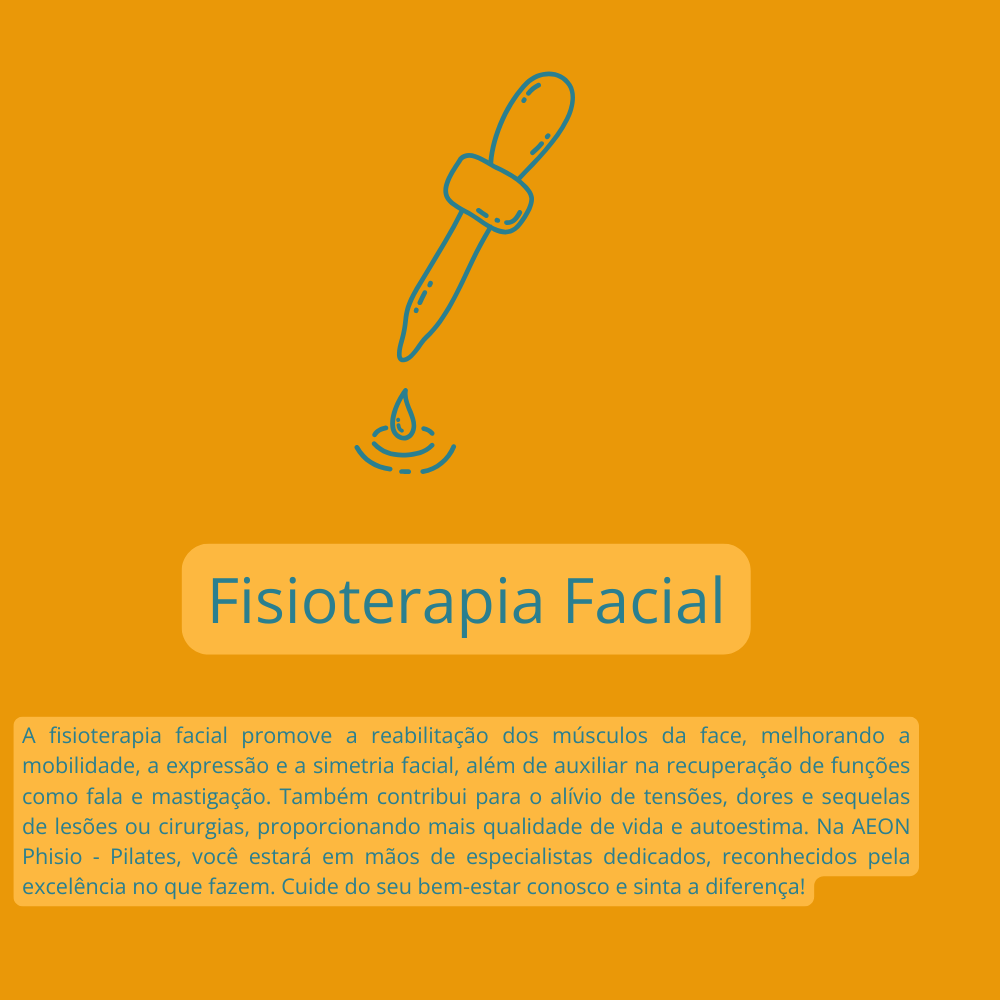 Fisioterapia Facial
A fisioterapia facial promove a reabilitação dos músculos da face, melhorando a
mobilidade, a expressão e a simetria facial, além de auxiliar na recuperação de funções
como fala e mastigação. Também contribui para o alívio de tensões, dores e sequelas
de lesões ou cirurgias, proporcionando mais qualidade de vida e autoestima. Na AEON
Phisio - Pilates, você estará em mãos de especialistas dedicados, reconhecidos pela
excelência no que fazem. Cuide do seu bem-estar conosco e sinta a diferença!